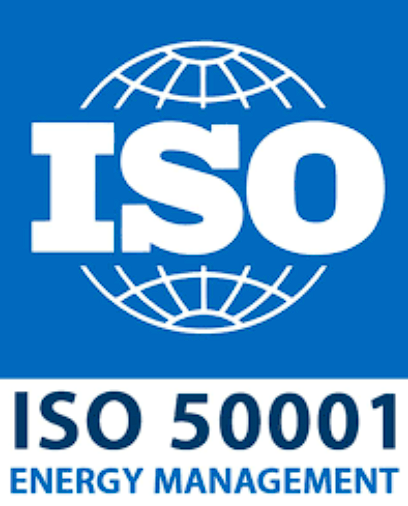 ISO
ISO 50001
ENERGY MANAGEMENT